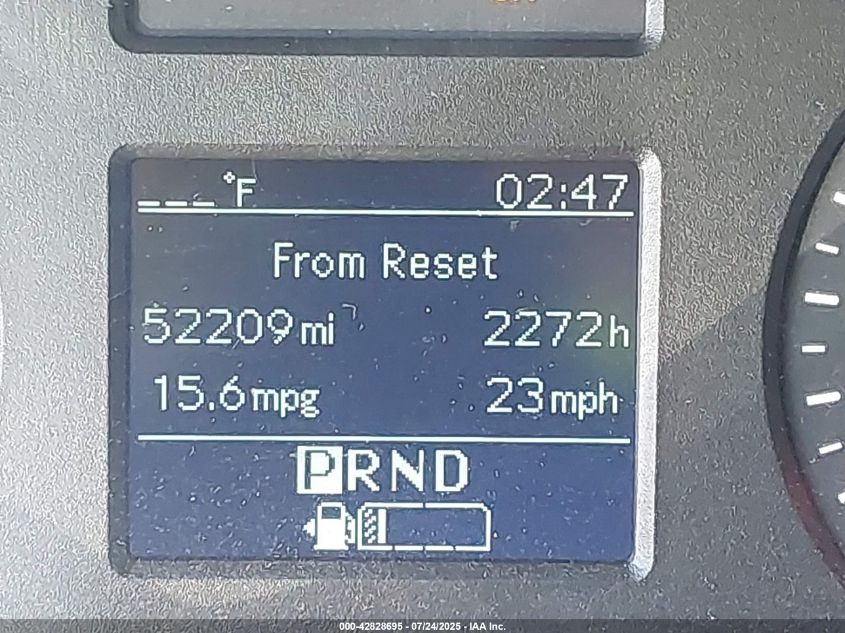 ___°F 02:47
From Reset
52209mi 2272h
15.6mpg 23mph
PRND
000-42828695 - 07/24/2025 - IAA Inc.